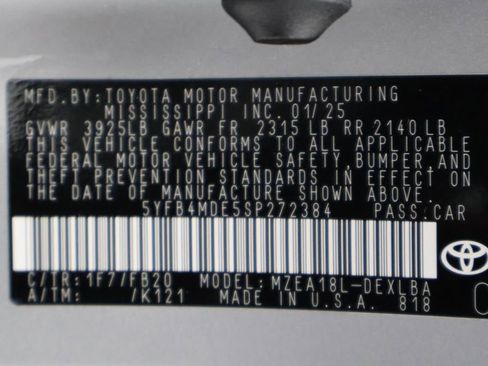 MFD.BY:TOYOTA MOTOR MANUFACTURING
MISSISSIPPI INC. 01/25
GVWR 3925LB GAWR FR 2315 LB RR 2140 LB
THIS VEHICLE CONFORMS TO ALL APPLICABLE
FEDERAL MOTOR VEHICLE SAFETY,BUMPER,AND
THEFT PREVENTION STANDARDS IN EFFECT ON
THE DATE OF MANUFACTURE SHOWN ABOVE.
5YFB4MDE5SP272384 PASS.CAR
C/TR:1F7/FB20 MODEL:MZEA18L-DEXLBA
A/TM: /K121 MADE IN U.S.A. 818